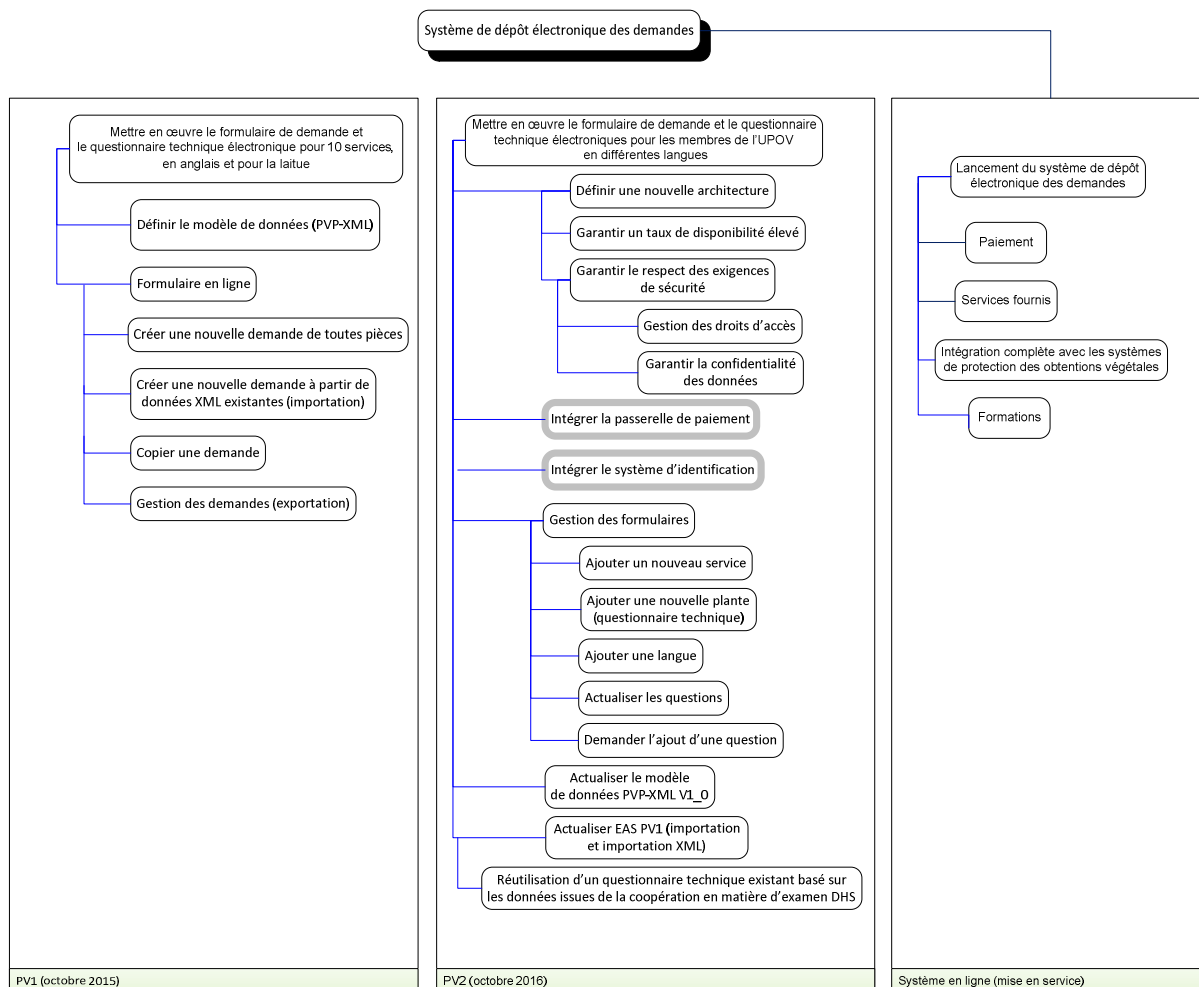 Système de dépôt électronique des demandes
Mettre en œuvre le formulaire de demande et
le questionnaire technique électronique pour 10 services,
en anglais et pour la laitue
Définir le modèle de données (PVP-XML)
Formulaire en ligne
Créer une nouvelle demande de toutes pièces
Créer une nouvelle demande à partir de
données XML existantes (importation)
Copier une demande
Gestion des demandes (exportation)
PV1 (octobre 2015)
Mettre en œuvre le formulaire de demande et le questionnaire
technique électroniques pour les membres de l’UPOV
en différentes langues
Définir une nouvelle architecture
Garantir un taux de disponibilité élevé
Garantir le respect des exigences
de sécurité
Gestion des droits d’accès
Garantir la confidentialité
des données
Intégrer la passerelle de paiement
Intégrer le système d’identification
Gestion des formulaires
Ajouter un nouveau service
Ajouter une nouvelle plante
(questionnaire technique)
Ajouter une langue
Actualiser les questions
Demander l’ajout d’une question
Actualiser le modèle
de données PVP-XML V1_0
Actualiser EAS PV1 (importation
et importation XML)
Réutilisation d’un questionnaire technique existant basé sur
les données issues de la coopération en matière d’examen DHS
PV2 (octobre 2016)
Lancement du système de dépôt
électronique des demandes
Paiement
Services fournis
Intégration complète avec les systèmes
de protection des obtentions végétales
Formations
Système en ligne (mise en service)